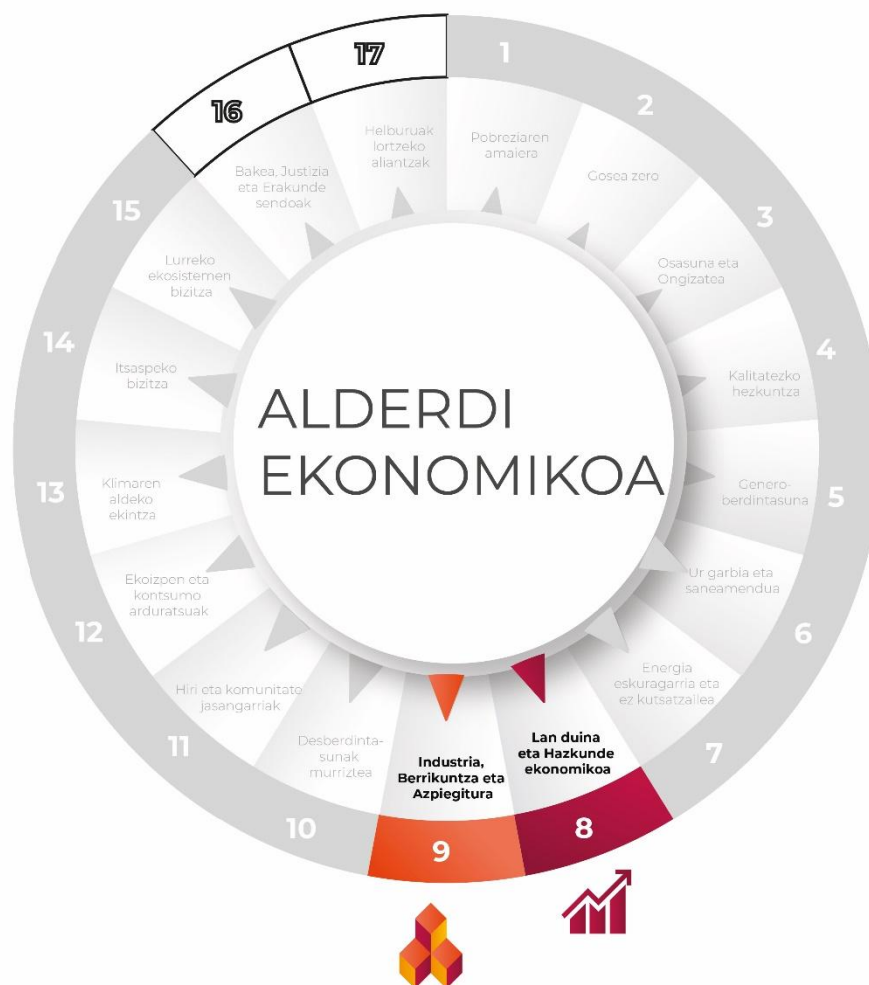 ALDERDI
EKONOMIKOA
1
Pobreziaren
amaiera
2
Gosea zero
3
Osasuna eta
Ongizatea
4
Kalitatezko
hezkuntza
5
Genero-
berdintasuna
6
Ur garbia eta
saneamendua
7
Energia
eskuragarria eta
ez kutsatzailea
8
Lan duina
eta Hazkunde
ekonomikoa
9
Industria,
Berrikuntza eta
Azpiegitura
10
Desberdinta-
sunak
murriztea
11
Hiri eta komunitate
jasangarriak
12
Ekoizpen eta
kontsumo
arduratsuak
13
Klimaren
aldeko
ekintza
14
Itsaspeko
bizitza
15
Lurreko
ekosistemen
bizitza
16
Bakea, Justizia
eta Erakunde
sendoak
17
Helburuak
lortzeko
aliantzak